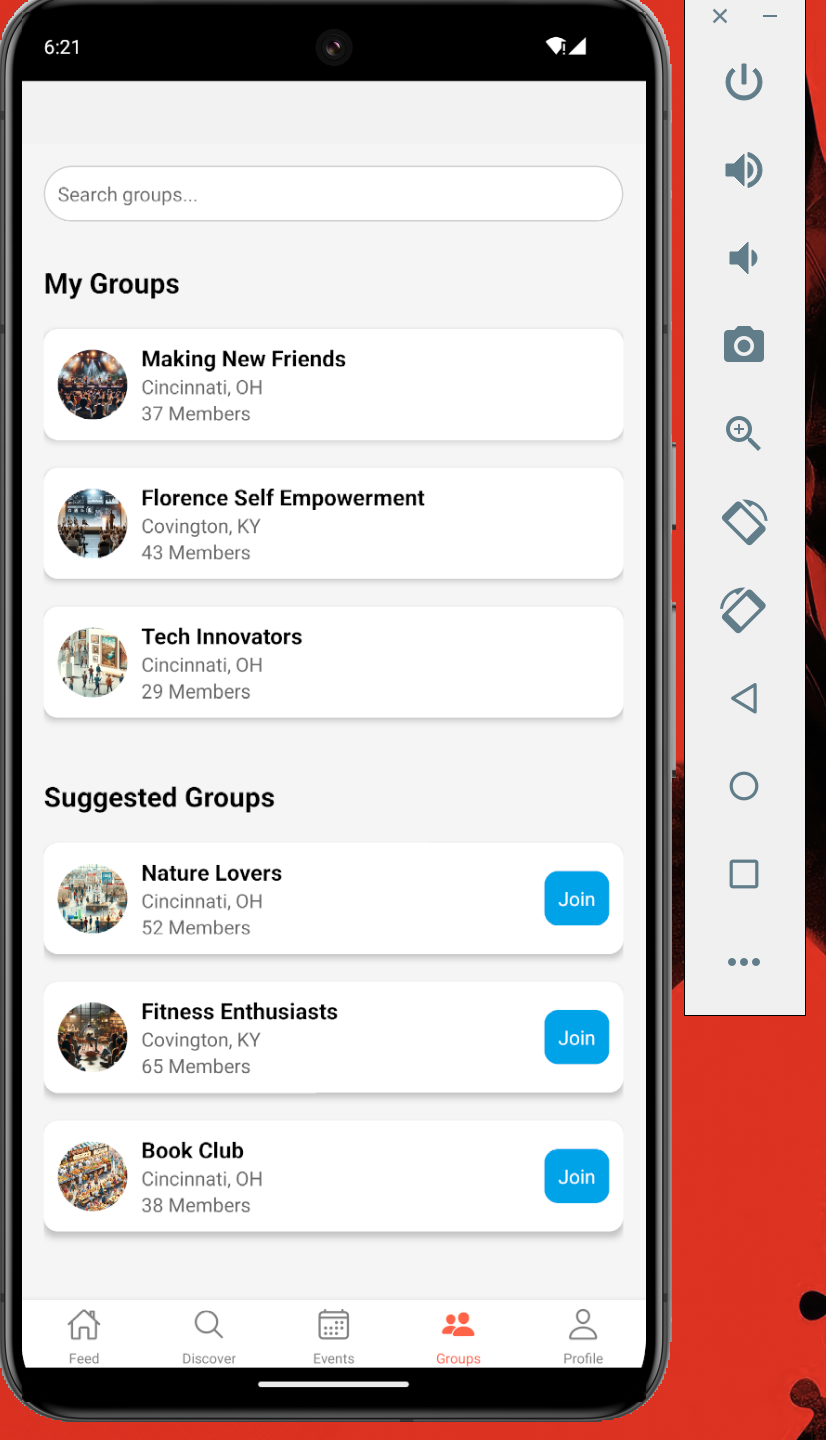 6:21
Search groups...
My Groups
Making New Friends
Cincinnati, OH
37 Members
Florence Self Empowerment
Covington, KY
43 Members
Tech Innovators
Cincinnati, OH
29 Members
Suggested Groups
Nature Lovers
Cincinnati, OH
52 Members
Join
Fitness Enthusiasts
Covington, KY
65 Members
Join
Book Club
Cincinnati, OH
38 Members
Join
Feed Discover Events Groups Profile